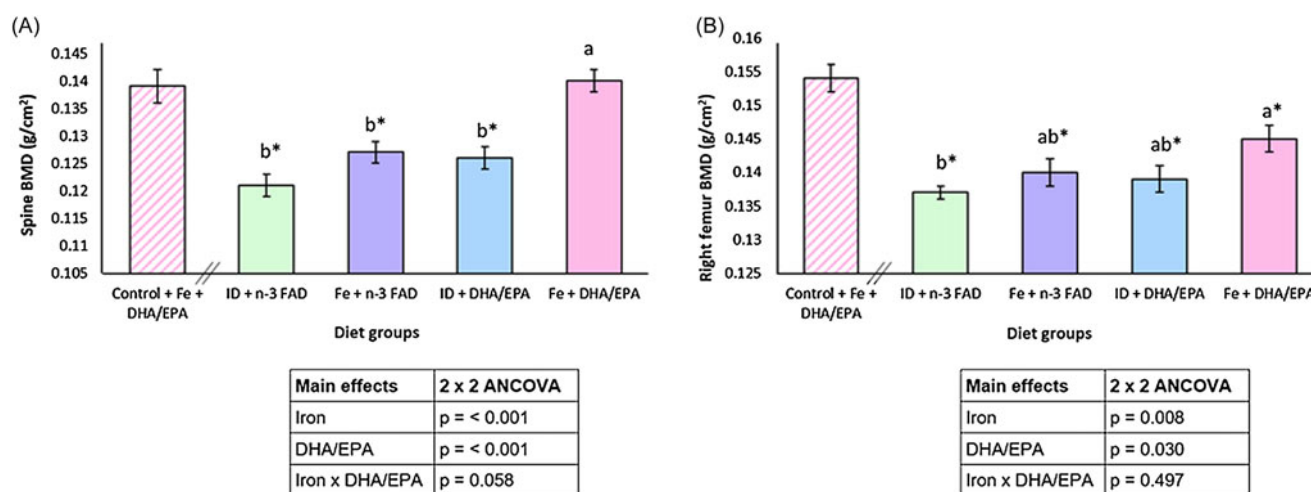 (A)
Spine BMD (g/cm²)
0.145
0.14
0.135
0.13
0.125
0.12
0.115
0.11
0.105
b*
b*
b*
a
Control + Fe +
DHA/EPA
ID + n-3 FAD
Fe + n-3 FAD
ID + DHA/EPA
Fe + DHA/EPA
Diet groups
Main effects 2 x 2 ANCOVA
Iron p = < 0.001
DHA/EPA p = < 0.001
Iron x DHA/EPA p = 0.058
(B)
Right femur BMD (g/cm²)
0.16
0.155
0.15
0.145
0.14
0.135
0.13
0.125
b*
ab*
ab*
a*
Control + Fe +
DHA/EPA
ID + n-3 FAD
Fe + n-3 FAD
ID + DHA/EPA
Fe + DHA/EPA
Diet groups
Main effects 2 x 2 ANCOVA
Iron p = 0.008
DHA/EPA p = 0.030
Iron x DHA/EPA p = 0.497